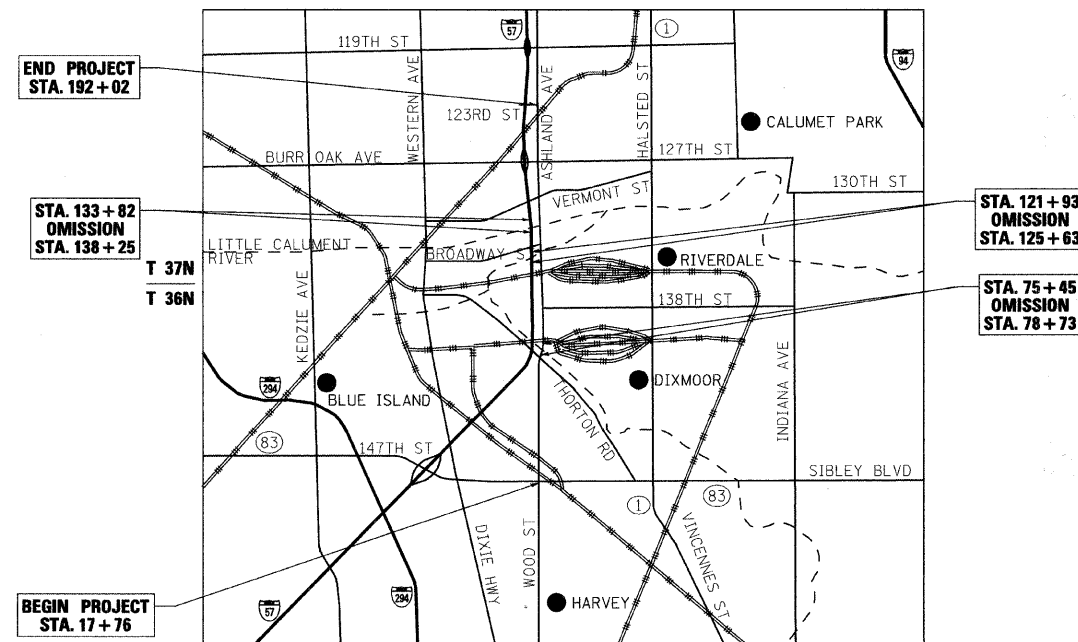 57
1
94
119TH ST
END PROJECT
STA. 192+02
WESTERN AVE
ASHLAND AVE
HALSTED ST
123RD ST
CALUMET PARK
BURR OAK AVE
127TH ST
130TH ST
VERMONT ST
STA. 133+82
OMISSION
STA. 138+25
STA. 121+93
OMISSION
STA. 125+63
LITTLE CALUMENT
RIVER
BROADWAY S
RIVERDALE
T 37N
T 36N
STA. 75+45
OMISSION
STA. 78+73
138TH ST
KEDZIE AVE
INDIANA AVE
294
BLUE ISLAND
DIXMOOR
THORTON RD
83
147TH ST
SIBLEY BLVD
1
83
DIXIE HWY
WOOD ST
VINCENNES ST
BEGIN PROJECT
STA. 17+76
57
294
HARVEY